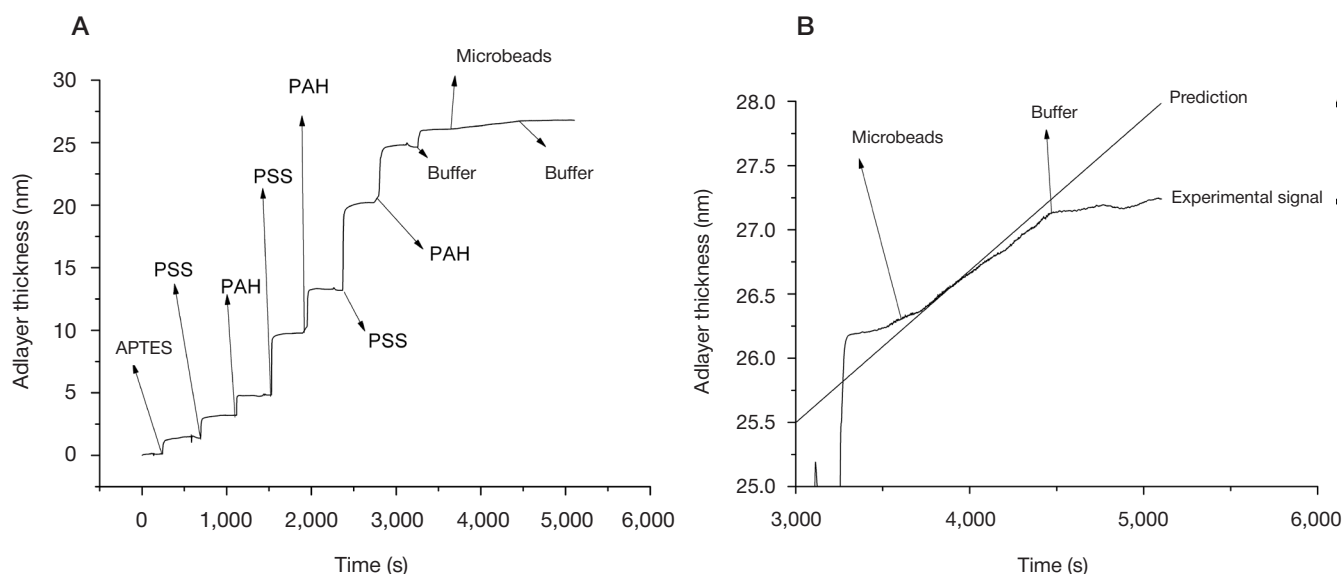 A
Microbeads
30
PAH
25
PSS
Buffer
Buffer
20
PSS
PAH
PAH
15
APTES
10
PSS
5
0
Adlayer thickness (nm)
0
1,000
2,000
3,000
4,000
5,000
6,000
Time (s)
B
28.0
Prediction
Buffer
27.5
Microbeads
Experimental signal
27.0
26.5
26.0
25.5
25.0
Adlayer thickness (nm)
3,000
4,000
5,000
6,000
Time (s)